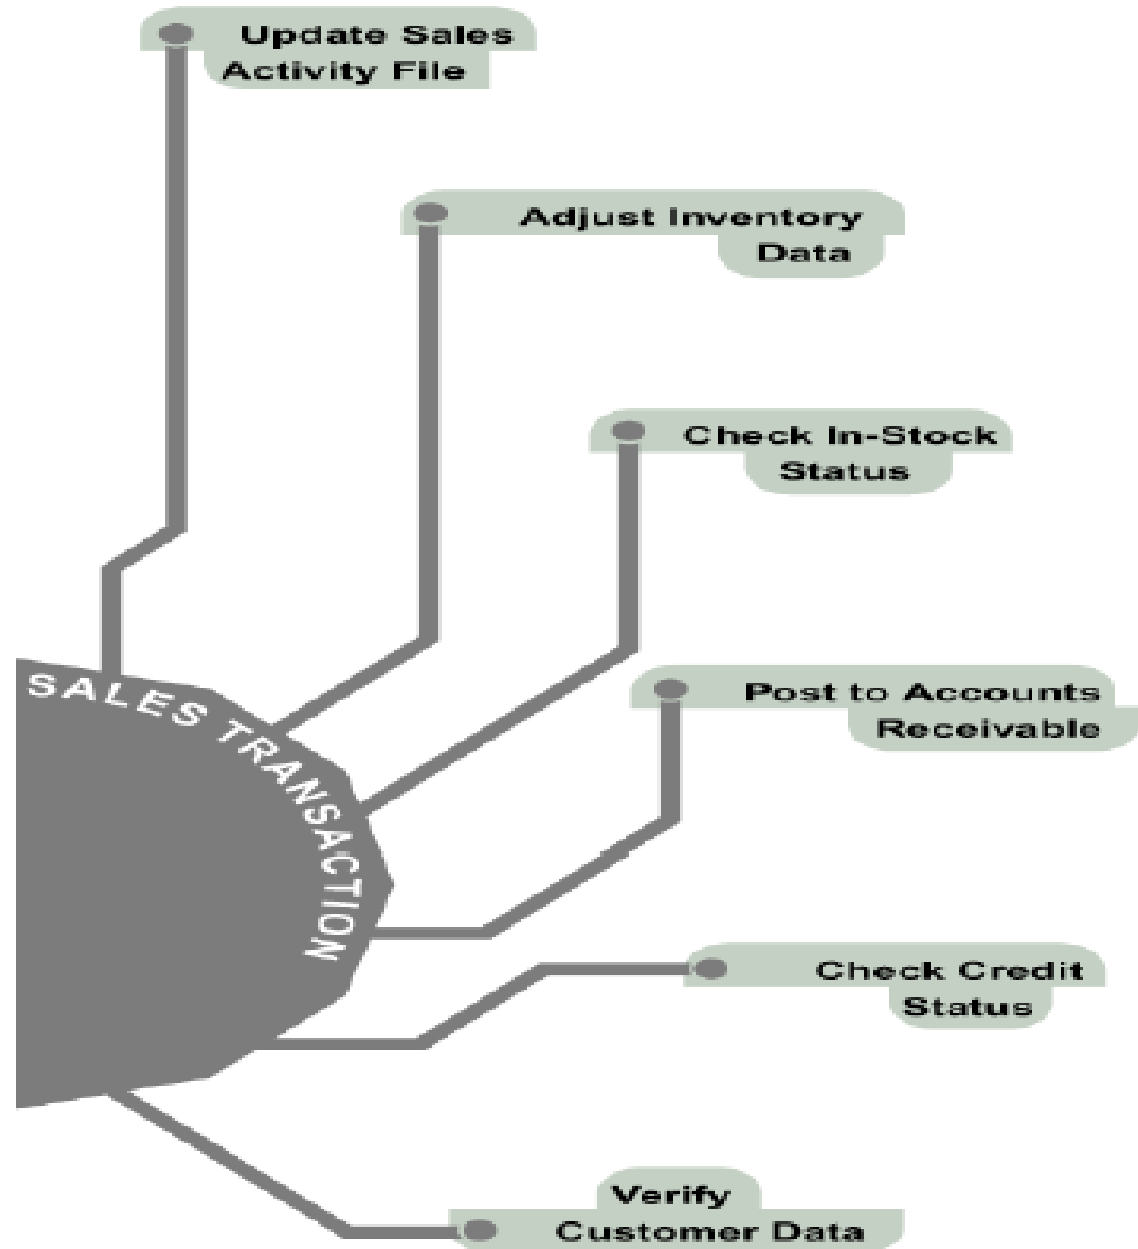 Update Sales
Activity File
Adjust Inventory
Data
Check In-Stock
Status
SALES TRANSACTION
Post to Accounts
Receivable
Check Credit
Status
Verify
Customer Data